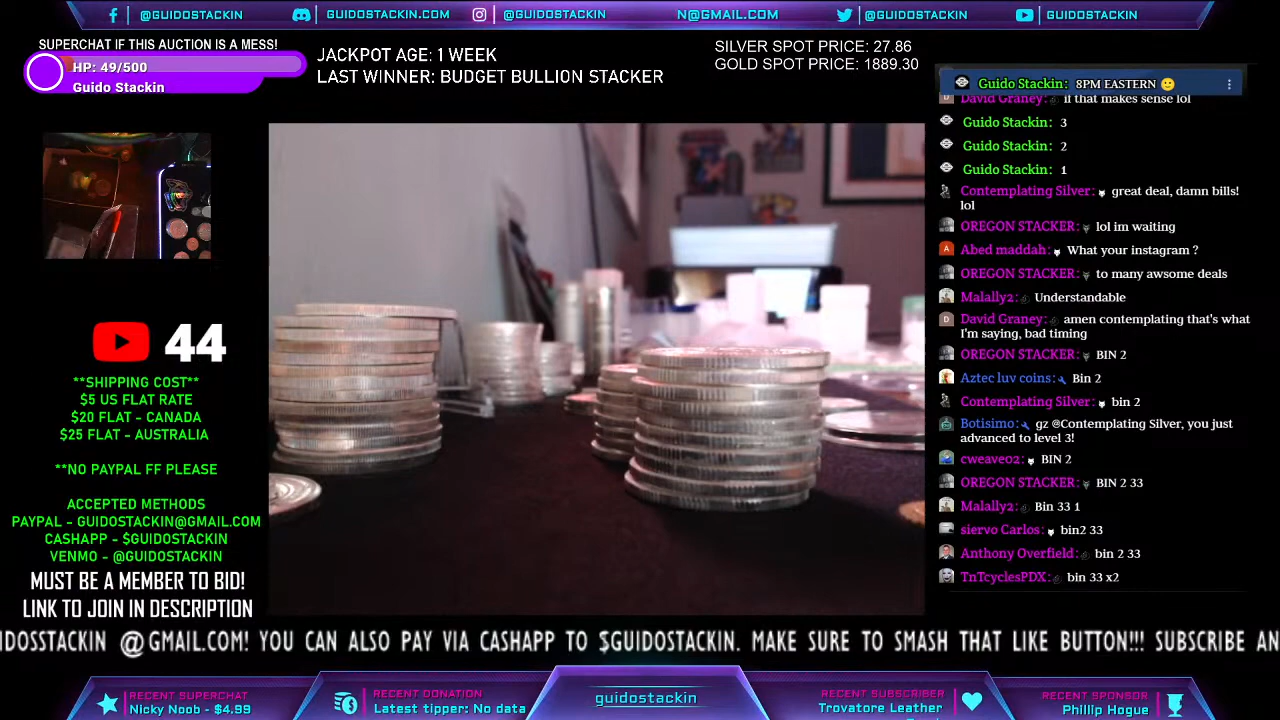 @GUIDOSTACKIN
GUIDOSTACKIN.COM
@GUIDOSTACKIN
N@GMAIL.COM
@GUIDOSTACKIN
GUIDOSTACKIN
SUPERCHAT IF THIS AUCTION IS A MESS!
HP: 49/500
Guido Stackin
JACKPOT AGE: 1 WEEK
LAST WINNER: BUDGET BULLION STACKER
SILVER SPOT PRICE: 27.86
GOLD SPOT PRICE: 1889.30
Guido Stackin: 8PM EASTERN 🙂
David Graney: if that makes sense lol
Guido Stackin: 3
Guido Stackin: 2
Guido Stackin: 1
Contemplating Silver: great deal, damn bills!
lol
OREGON STACKER: lol im waiting
Abed maddah: What your instagram ?
OREGON STACKER: to many awsome deals
Malally2: Understandable
David Graney: amen contemplating that's what
I'm saying, bad timing
OREGON STACKER: BIN 2
Aztec luv coins: Bin 2
Contemplating Silver: bin 2
Botisimo: gz @Contemplating Silver, you just
advanced to level 3!
cweave02: BIN 2
OREGON STACKER: BIN 2 33
Malally2: Bin 33 1
siervo Carlos: bin2 33
Anthony Overfield: bin 2 33
TnTcyclesPDX: bin 33 x2
44
**SHIPPING COST**
$5 US FLAT RATE
$20 FLAT - CANADA
$25 FLAT - AUSTRALIA
**NO PAYPAL FF PLEASE
ACCEPTED METHODS
PAYPAL - GUIDOSTACKIN@GMAIL.COM
CASHAPP - $GUIDOSTACKIN
VENMO - @GUIDOSTACKIN
MUST BE A MEMBER TO BID!
LINK TO JOIN IN DESCRIPTION
IDOSSTACKIN @GMAIL.COM! YOU CAN ALSO PAY VIA CASHAPP TO $GUIDOSTACKIN. MAKE SURE TO SMASH THAT LIKE BUTTON!!! SUBSCRIBE AN
RECENT SUPERCHAT
Nicky Noob - $4.99
RECENT DONATION
Latest tipper: No data
guidostackin
RECENT SUBSCRIBER
Trovatore Leather
RECENT SPONSOR
Phillip Hogue